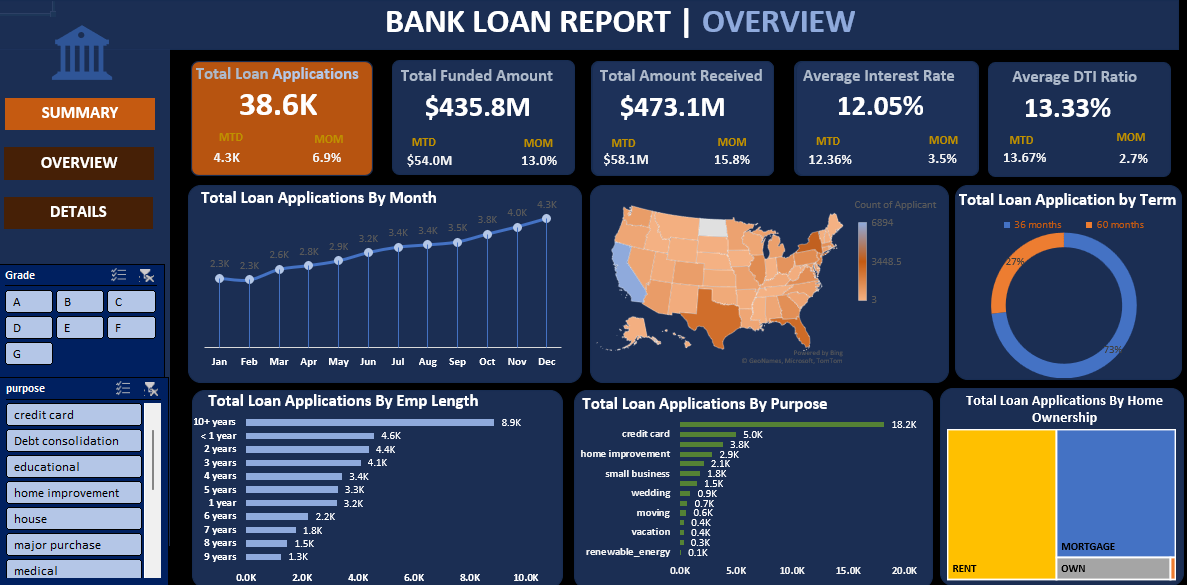 BANK LOAN REPORT | OVERVIEW
SUMMARY
OVERVIEW
DETAILS
Total Loan Applications
38.6K
MTD MOM
4.3K 6.9%
Total Funded Amount
$435.8M
MTD MOM
$54.0M 13.0%
Total Amount Received
$473.1M
MTD MOM
$58.1M 15.8%
Average Interest Rate
12.05%
MTD MOM
12.36% 3.5%
Average DTI Ratio
13.33%
MTD MOM
13.67% 2.7%
Grade
A B C
D E F
G
purpose
credit card
Debt consolidation
educational
home improvement
house
major purchase
medical
Total Loan Applications By Month
2.3K 2.3K 2.6K 2.8K 2.9K 3.2K 3.4K 3.4K 3.5K 3.8K 4.0K 4.3K
Jan Feb Mar Apr May Jun Jul Aug Sep Oct Nov Dec
Count of Applicant
6894
3448.5
3
Powered by Bing
© GeoNames, Microsoft, TomTom
Total Loan Application by Term
36 months 60 months
27%
73%
Total Loan Applications By Emp Length
10+ years 8.9K
< 1 year 4.6K
2 years 4.4K
3 years 4.1K
4 years 3.4K
5 years 3.3K
1 year 3.2K
6 years 2.2K
7 years 1.8K
8 years 1.5K
9 years 1.3K
0.0K 2.0K 4.0K 6.0K 8.0K 10.0K
Total Loan Applications By Purpose
18.2K
credit card 5.0K
3.8K
home improvement 2.9K
2.1K
small business 1.8K
1.5K
wedding 0.9K
0.7K
moving 0.6K
0.4K
vacation 0.4K
0.3K
renewable_energy 0.1K
0.0K 5.0K 10.0K 15.0K 20.0K
Total Loan Applications By Home
Ownership
RENT
MORTGAGE
OWN